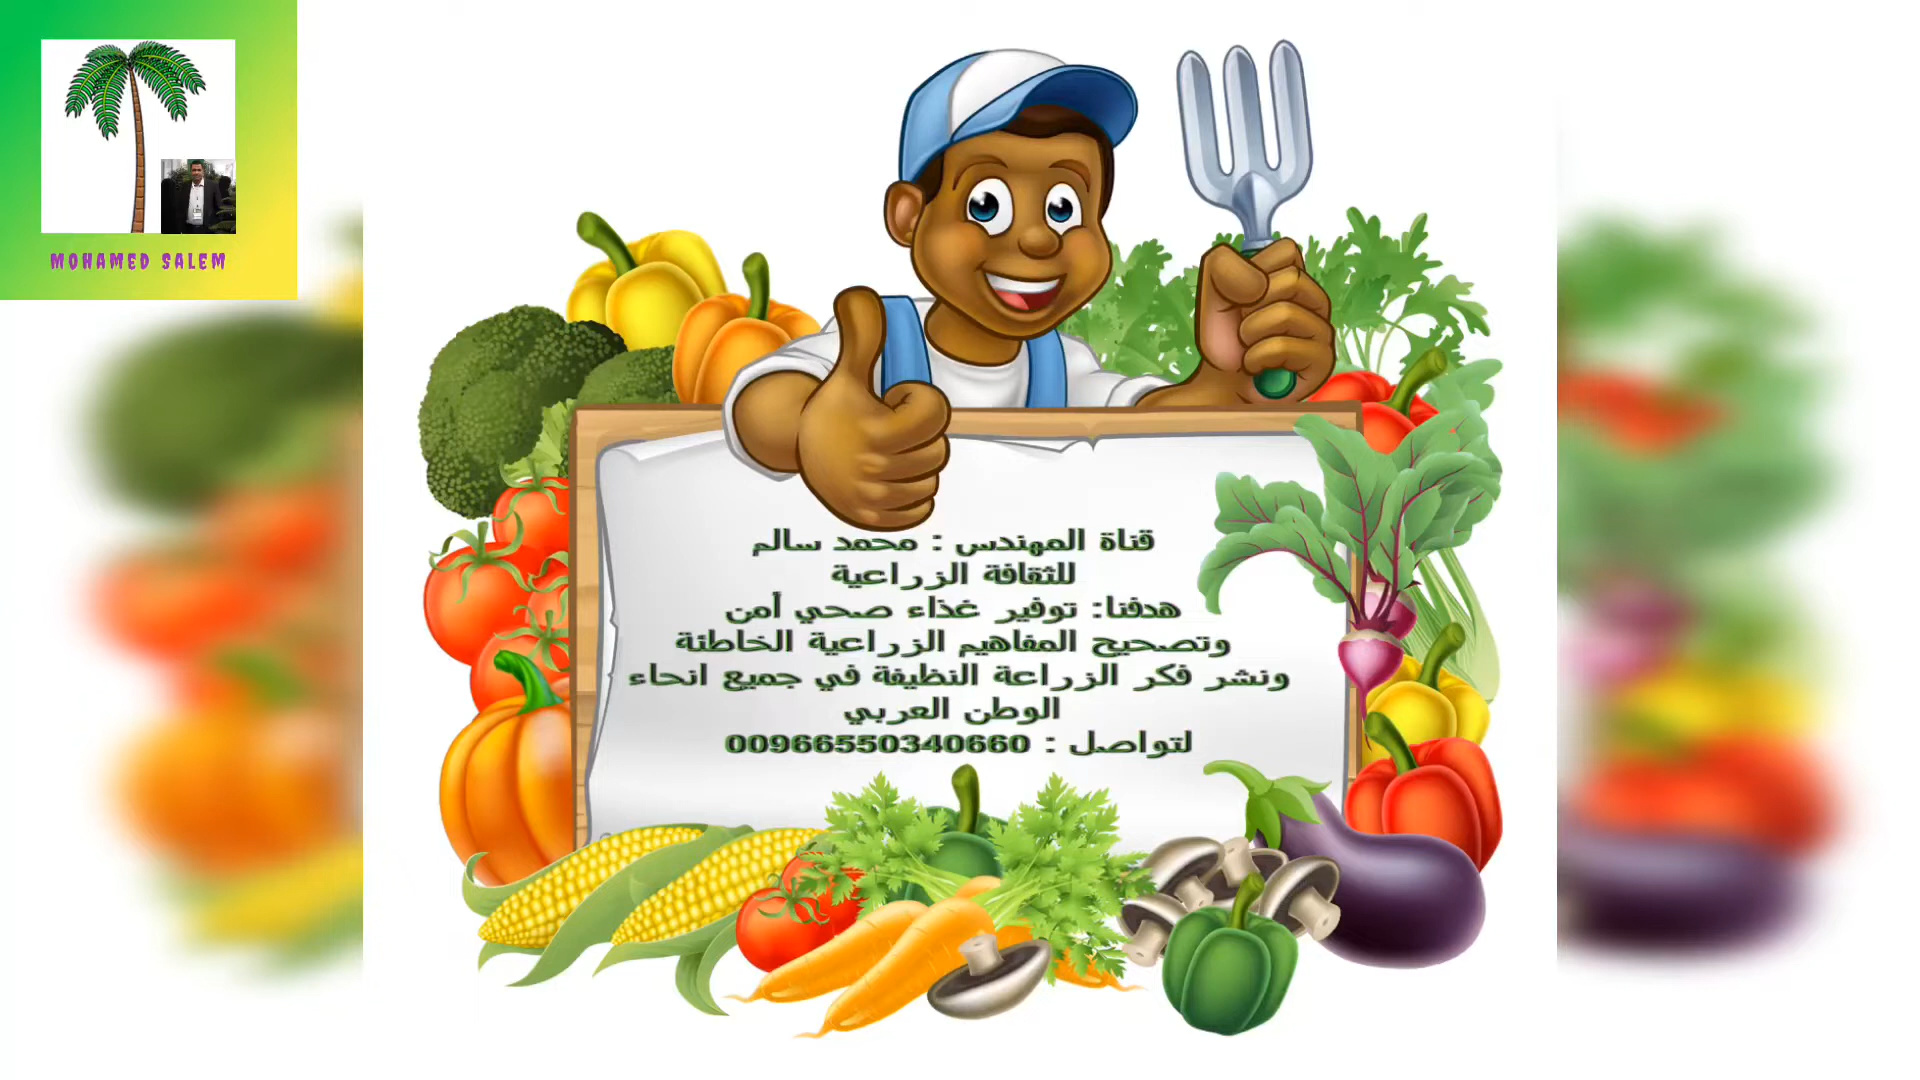 MOHAMED SALEM
قناة المهندس : محمد سالم
للثقافة الزراعية
هدفنا: توفير غذاء صحي أمن
وتصحيح المفاهيم الزراعية الخاطئة
ونشر فكر الزراعة النظيفة في جميع انحاء
الوطن العربي
لتواصل : 00966550340660